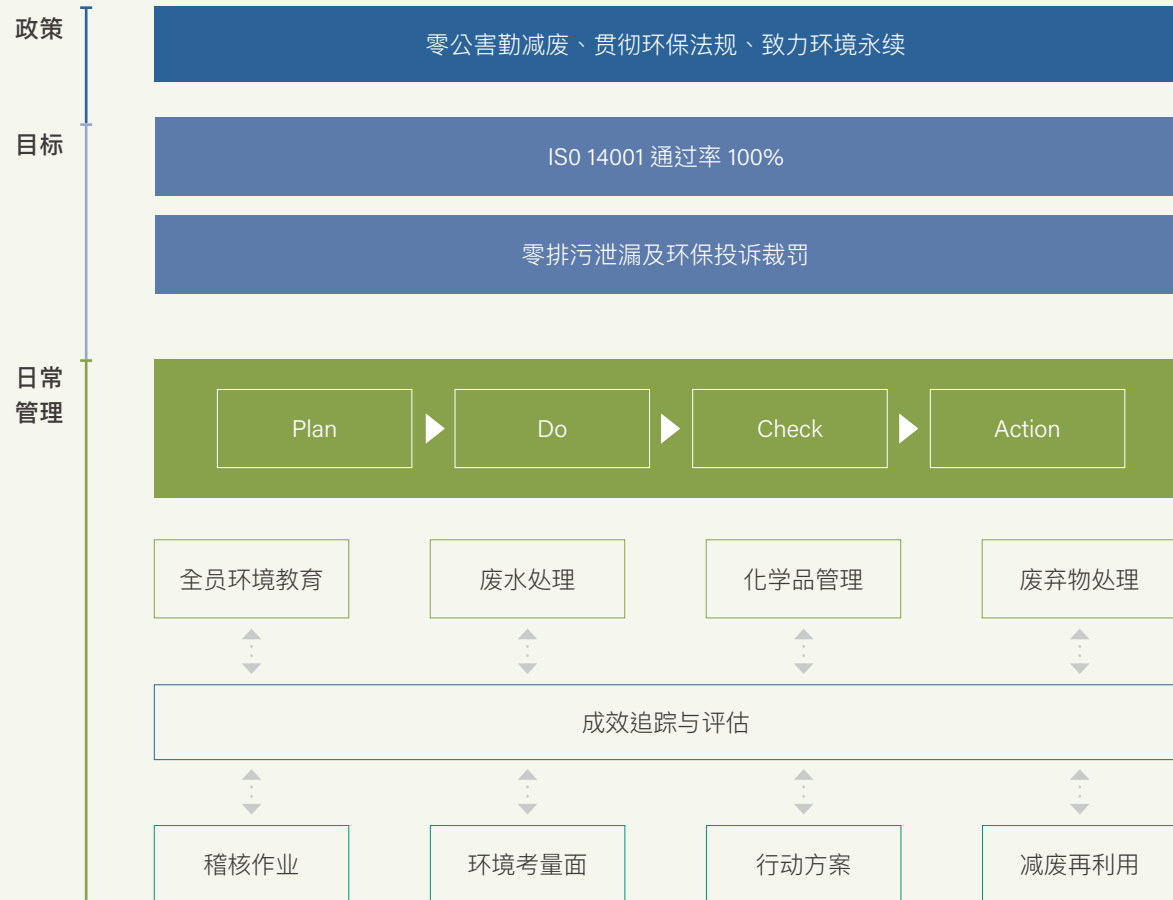 政策
零公害勤减废、贯彻环保法规、致力环境永续
目标
IS0 14001 通过率 100%
零排污泄漏及环保投诉裁罚
日常
管理
Plan
Do
Check
Action
全员环境教育
废水处理
化学品管理
废弃物处理
成效追踪与评估
稽核作业
环境考量面
行动方案
减废再利用